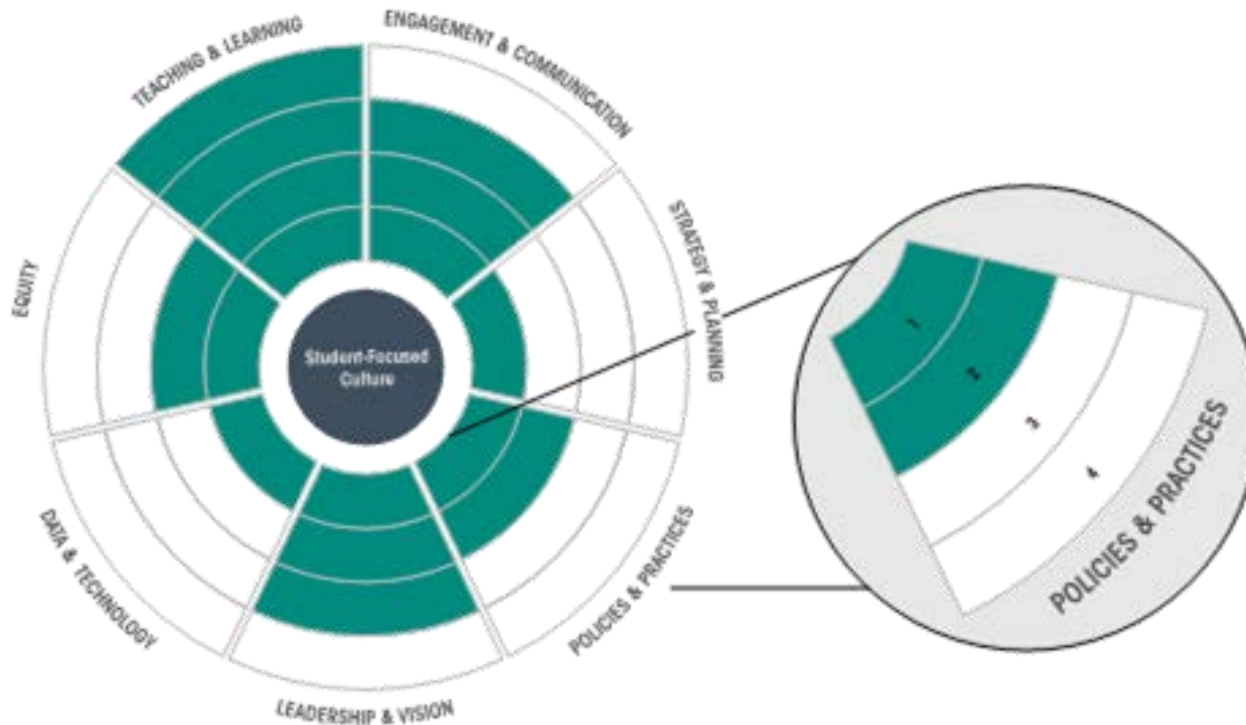 TEACHING & LEARNING
ENGAGEMENT & COMMUNICATION
STRATEGY & PLANNING
POLICIES & PRACTICES
LEADERSHIP & VISION
DATA & TECHNOLOGY
EQUITY
Student-Focused
Culture
1
2
3
4
POLICIES & PRACTICES